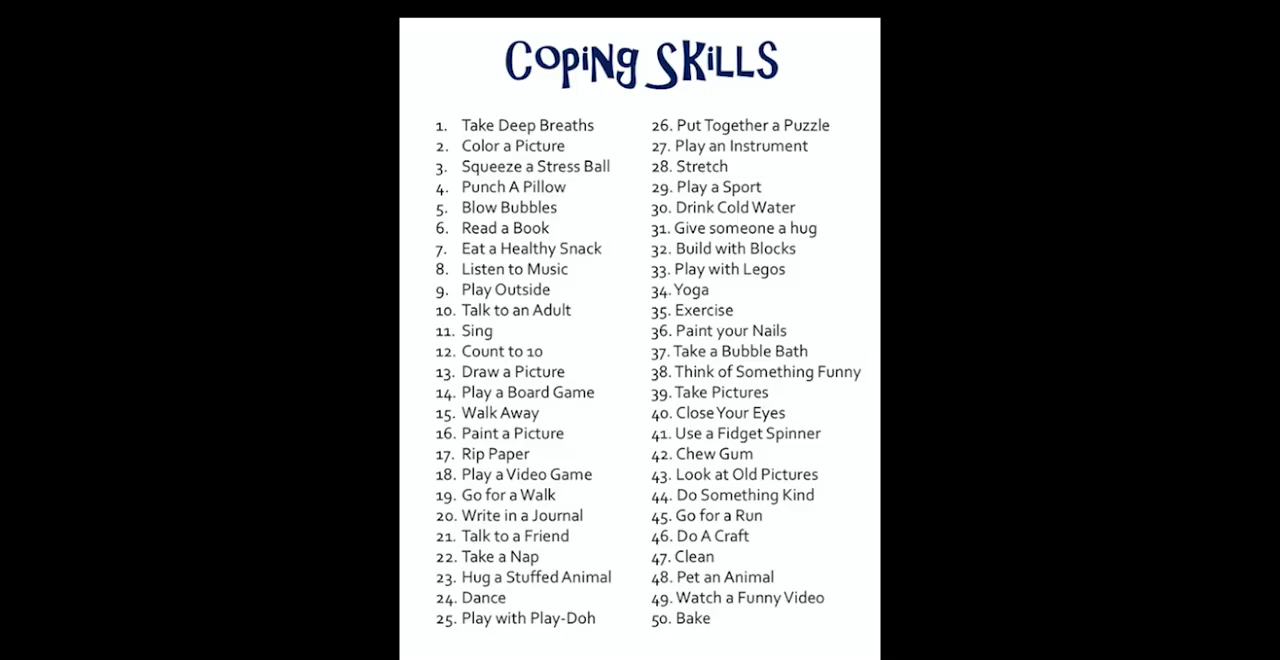 Coping Skills
1. Take Deep Breaths
2. Color a Picture
3. Squeeze a Stress Ball
4. Punch A Pillow
5. Blow Bubbles
6. Read a Book
7. Eat a Healthy Snack
8. Listen to Music
9. Play Outside
10. Talk to an Adult
11. Sing
12. Count to 10
13. Draw a Picture
14. Play a Board Game
15. Walk Away
16. Paint a Picture
17. Rip Paper
18. Play a Video Game
19. Go for a Walk
20. Write in a Journal
21. Talk to a Friend
22. Take a Nap
23. Hug a Stuffed Animal
24. Dance
25. Play with Play-Doh
26. Put Together a Puzzle
27. Play an Instrument
28. Stretch
29. Play a Sport
30. Drink Cold Water
31. Give someone a hug
32. Build with Blocks
33. Play with Legos
34. Yoga
35. Exercise
36. Paint your Nails
37. Take a Bubble Bath
38. Think of Something Funny
39. Take Pictures
40. Close Your Eyes
41. Use a Fidget Spinner
42. Chew Gum
43. Look at Old Pictures
44. Do Something Kind
45. Go for a Run
46. Do A Craft
47. Clean
48. Pet an Animal
49. Watch a Funny Video
50. Bake